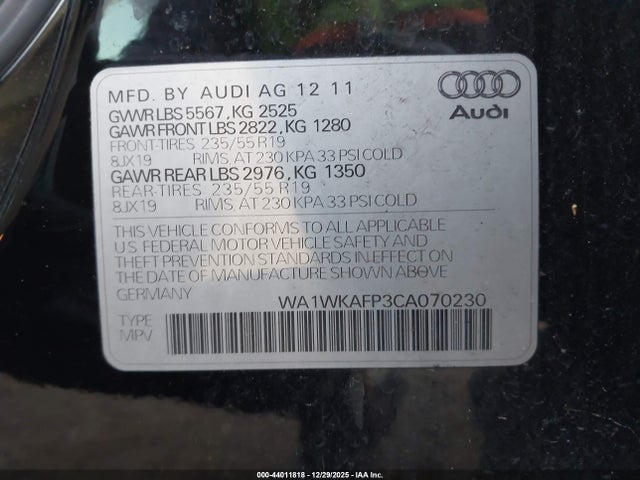 MFD. BY AUDI AG 12 11
GVWR LBS 5567, KG 2525
GAWR FRONT LBS 2822, KG 1280
FRONT-TIRES 235/55 R19
8JX19 RIMS, AT 230 KPA 33 PSI COLD
GAWR REAR LBS 2976, KG 1350
REAR-TIRES 235/55 R19
8JX19 RIMS, AT 230 KPA 33 PSI COLD
THIS VEHICLE CONFORMS TO ALL APPLICABLE
U.S. FEDERAL MOTOR VEHICLE SAFETY AND
THEFT PREVENTION STANDARDS IN EFFECT ON
THE DATE OF MANUFACTURE SHOWN ABOVE
GERMANY WA1WKAFP3CA070230
TYPE
MPV
Audi
000-44011818 - 12/29/2025 - IAA Inc.